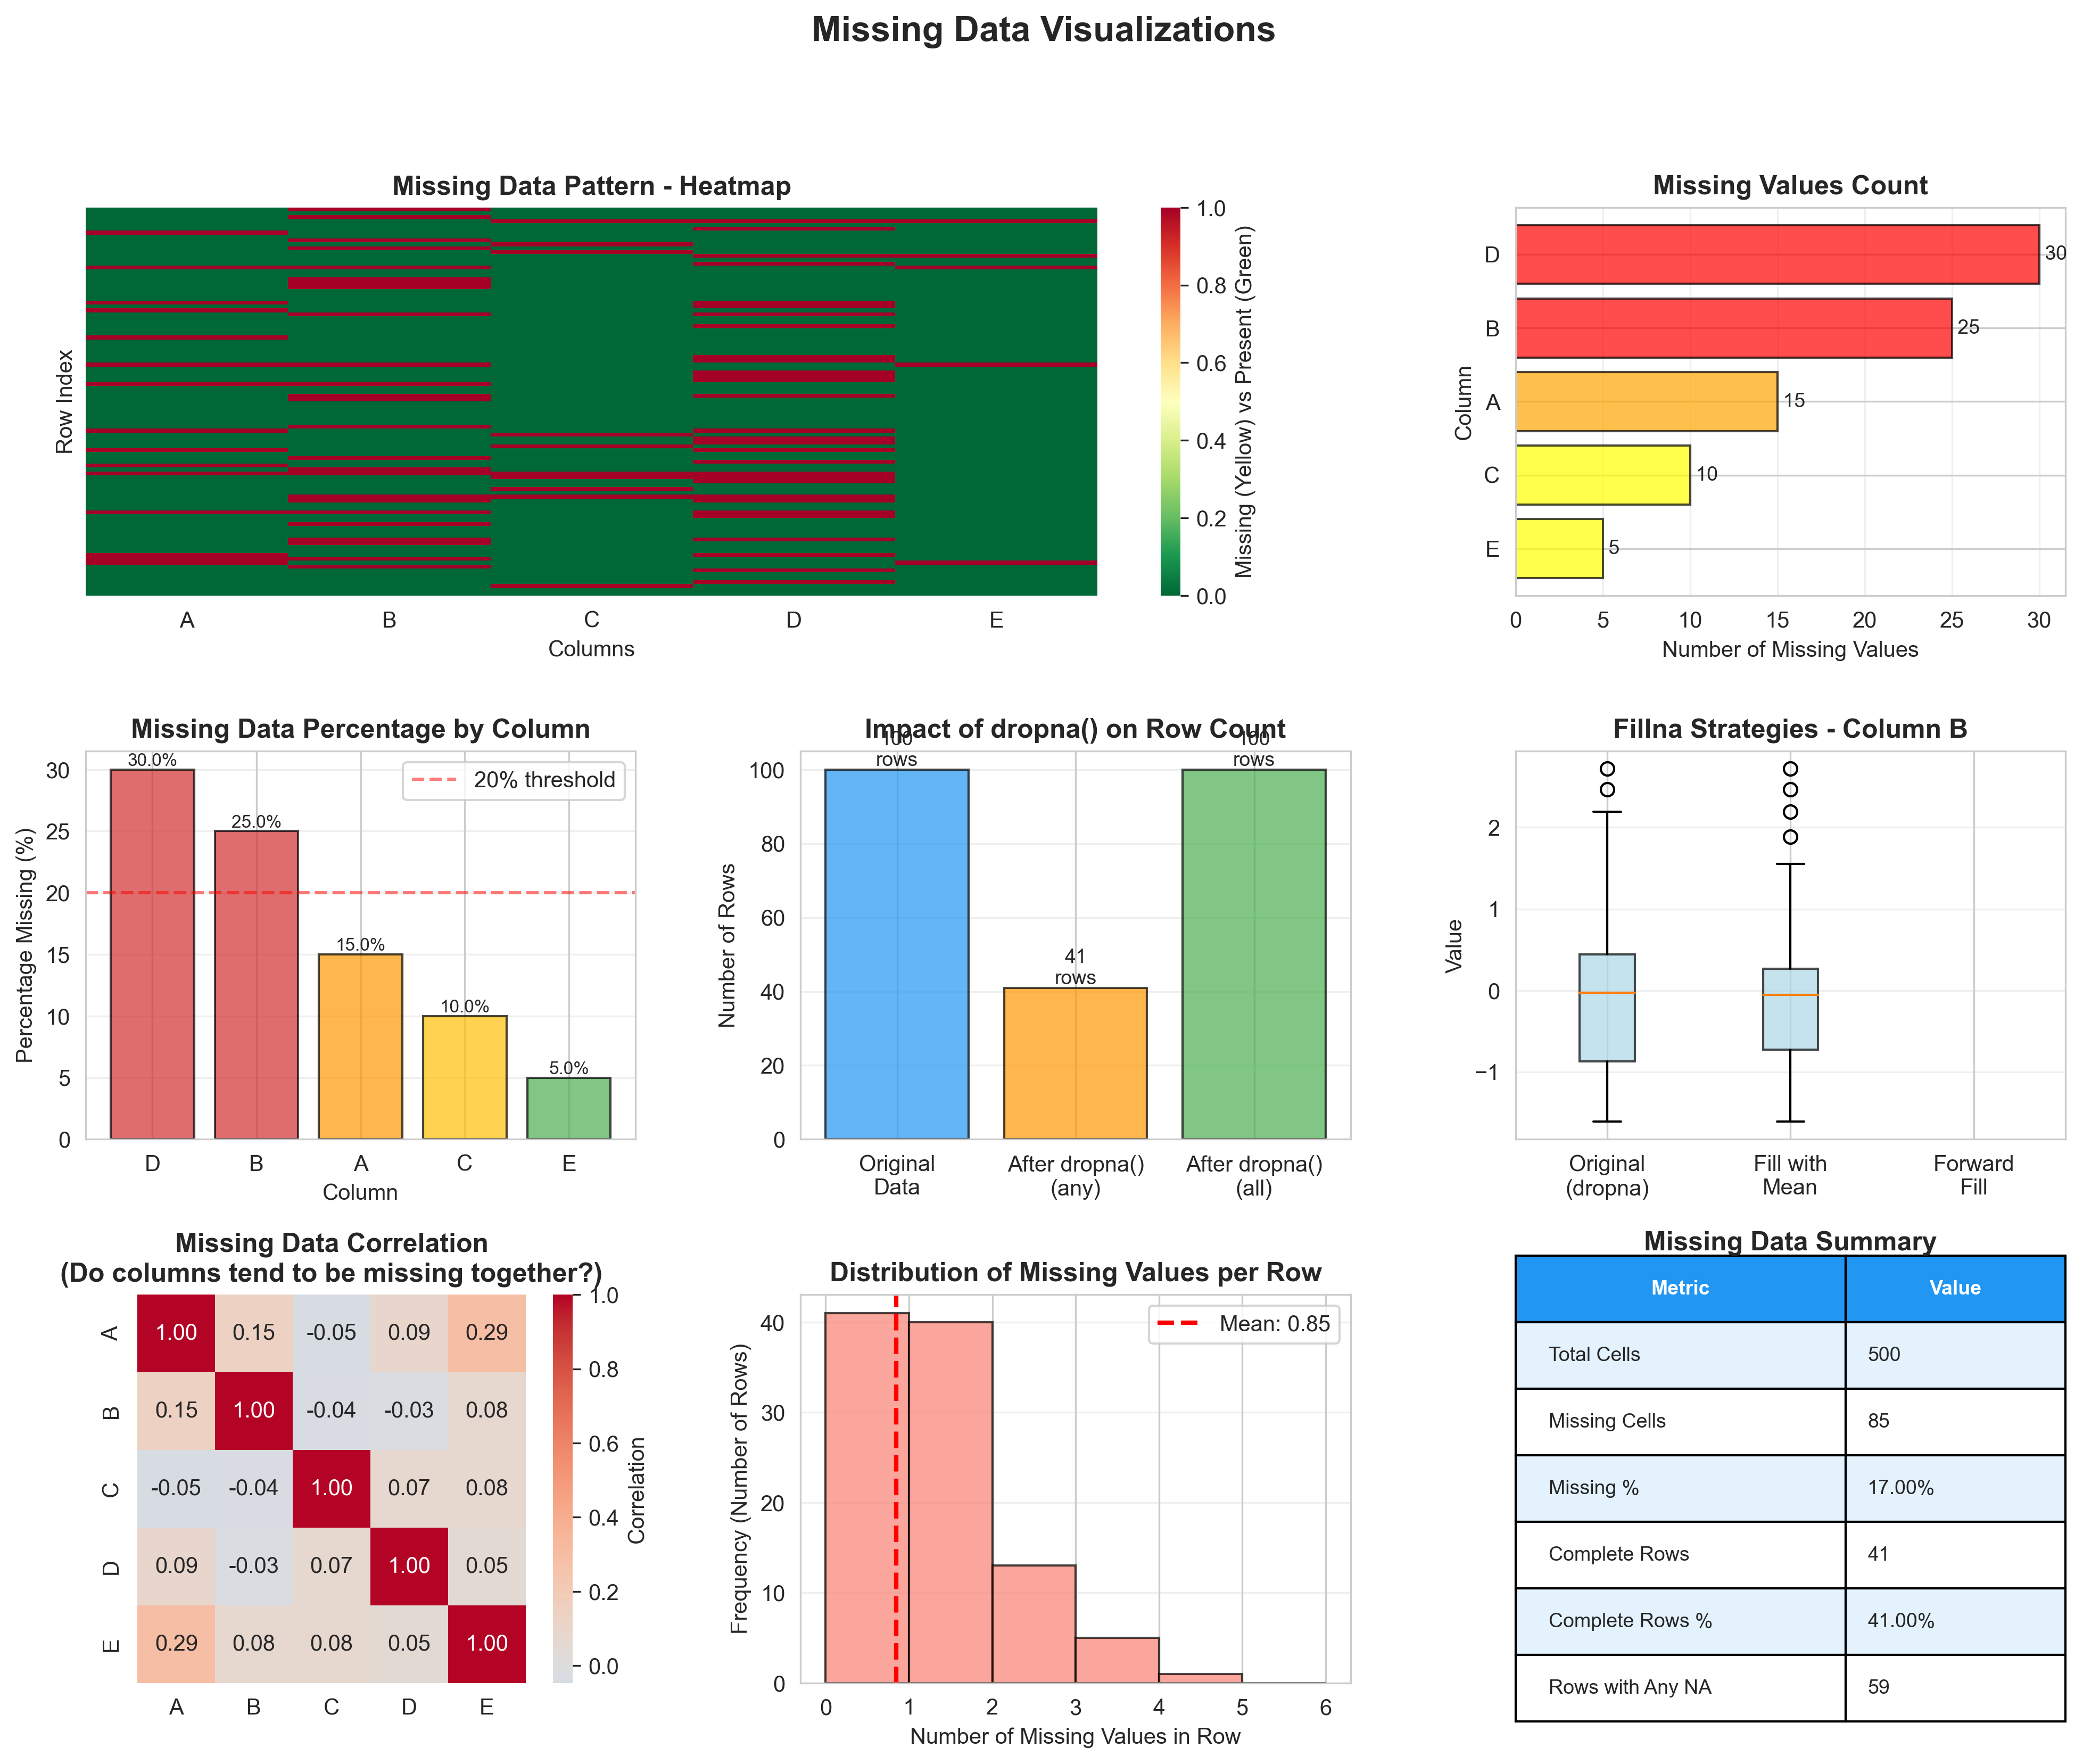 Missing Data Visualizations
Missing Data Pattern - Heatmap
Row Index
A B C D E
Columns
1.0
0.8
0.6
0.4
0.2
0.0
Missing (Yellow) vs Present (Green)
Missing Values Count
Column
D 30
B 25
A 15
C 10
E 5
0 5 10 15 20 25 30
Number of Missing Values
Missing Data Percentage by Column
Percentage Missing (%)
30
25
20
15
10
5
0
20% threshold
30.0%
25.0%
15.0%
10.0%
5.0%
D B A C E
Column
Impact of dropna() on Row Count
Number of Rows
100
80
60
40
20
0
100
rows
41
rows
100
rows
Original
Data
After dropna()
(any)
After dropna()
(all)
Fillna Strategies - Column B
Value
2
1
0
−1
Original
(dropna)
Fill with
Mean
Forward
Fill
Missing Data Correlation
(Do columns tend to be missing together?)
A 1.00 0.15 -0.05 0.09 0.29
B 0.15 1.00 -0.04 -0.03 0.08
C -0.05 -0.04 1.00 0.07 0.08
D 0.09 -0.03 0.07 1.00 0.05
E 0.29 0.08 0.08 0.05 1.00
A B C D E
1.0
0.8
0.6
0.4
0.2
0.0
Correlation
Distribution of Missing Values per Row
Frequency (Number of Rows)
40
30
20
10
0
Mean: 0.85
0 1 2 3 4 5 6
Number of Missing Values in Row
Missing Data Summary
Metric Value
Total Cells 500
Missing Cells 85
Missing % 17.00%
Complete Rows 41
Complete Rows % 41.00%
Rows with Any NA 59